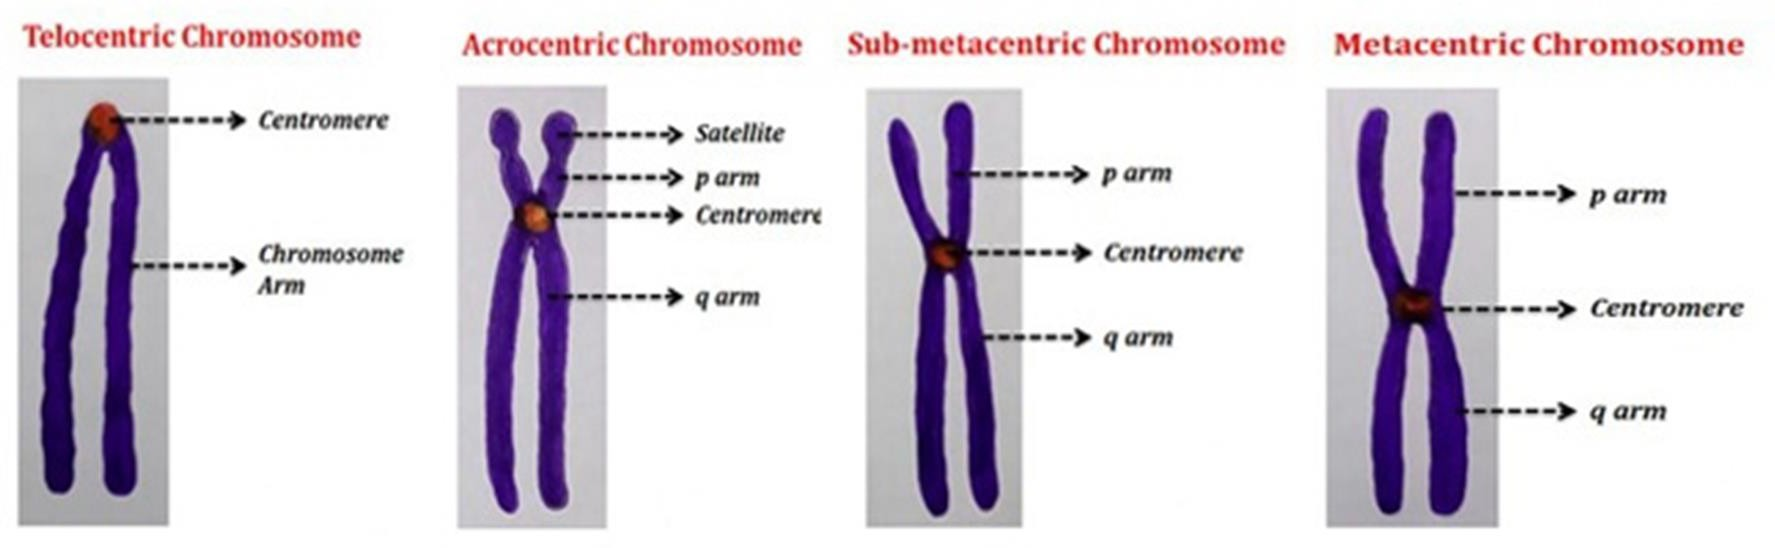 Telocentric Chromosome
Centromere
Chromosome
Arm
Acrocentric Chromosome
Satellite
p arm
Centromere
q arm
Sub-metacentric Chromosome
p arm
Centromere
q arm
Metacentric Chromosome
p arm
Centromere
q arm